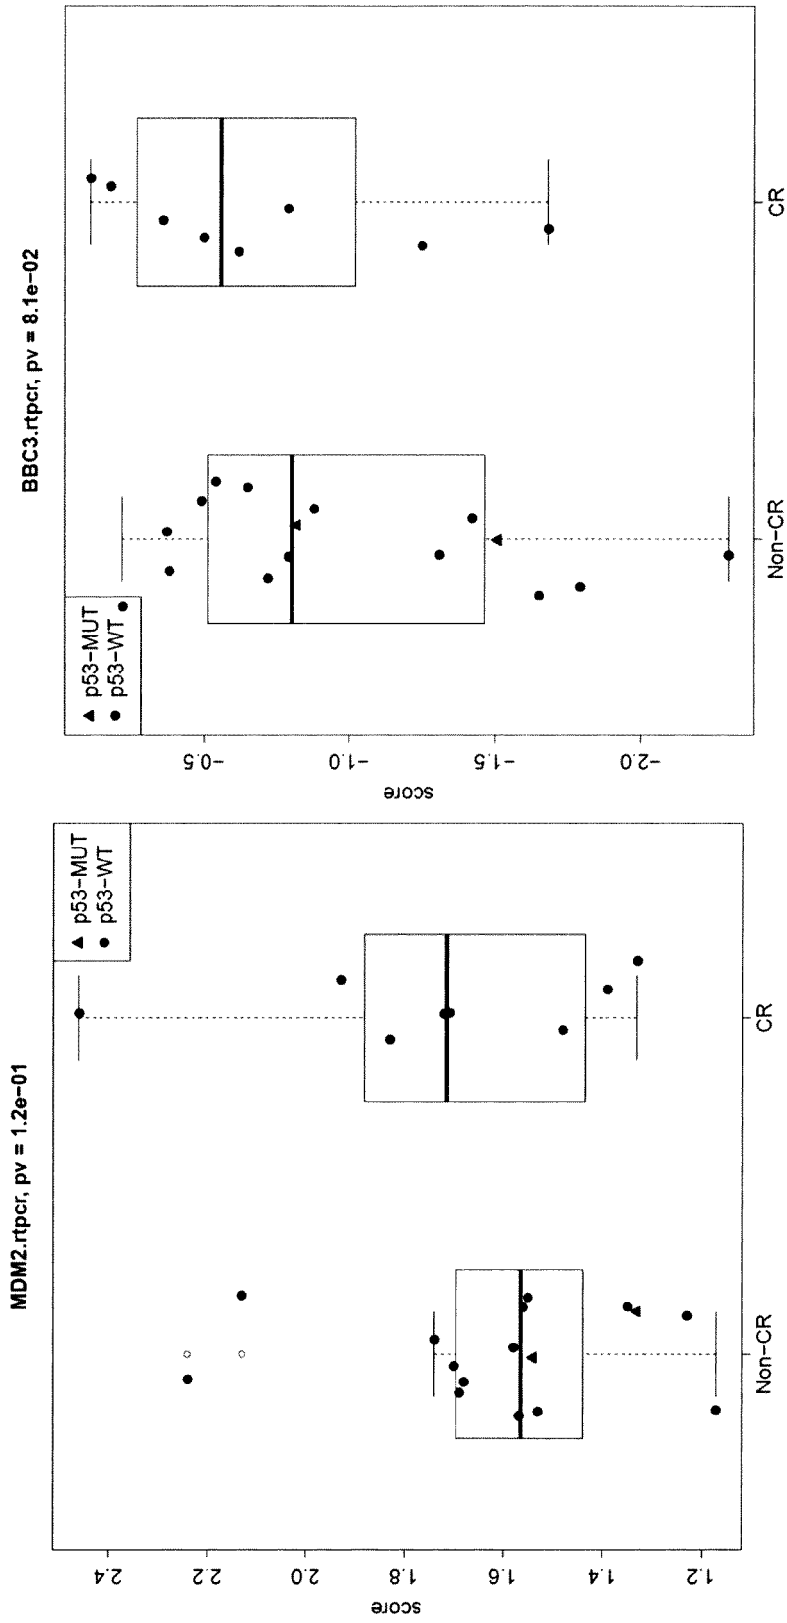 MDM2.rtpcr, pv = 1.2e−01
p53−MUT
p53−WT
score
2.4
2.2
2.0
1.8
1.6
1.4
1.2
Non−CR
CR
BBC3.rtpcr, pv = 8.1e−02
p53−MUT
p53−WT
score
−0.5
−1.0
−1.5
−2.0
Non−CR
CR